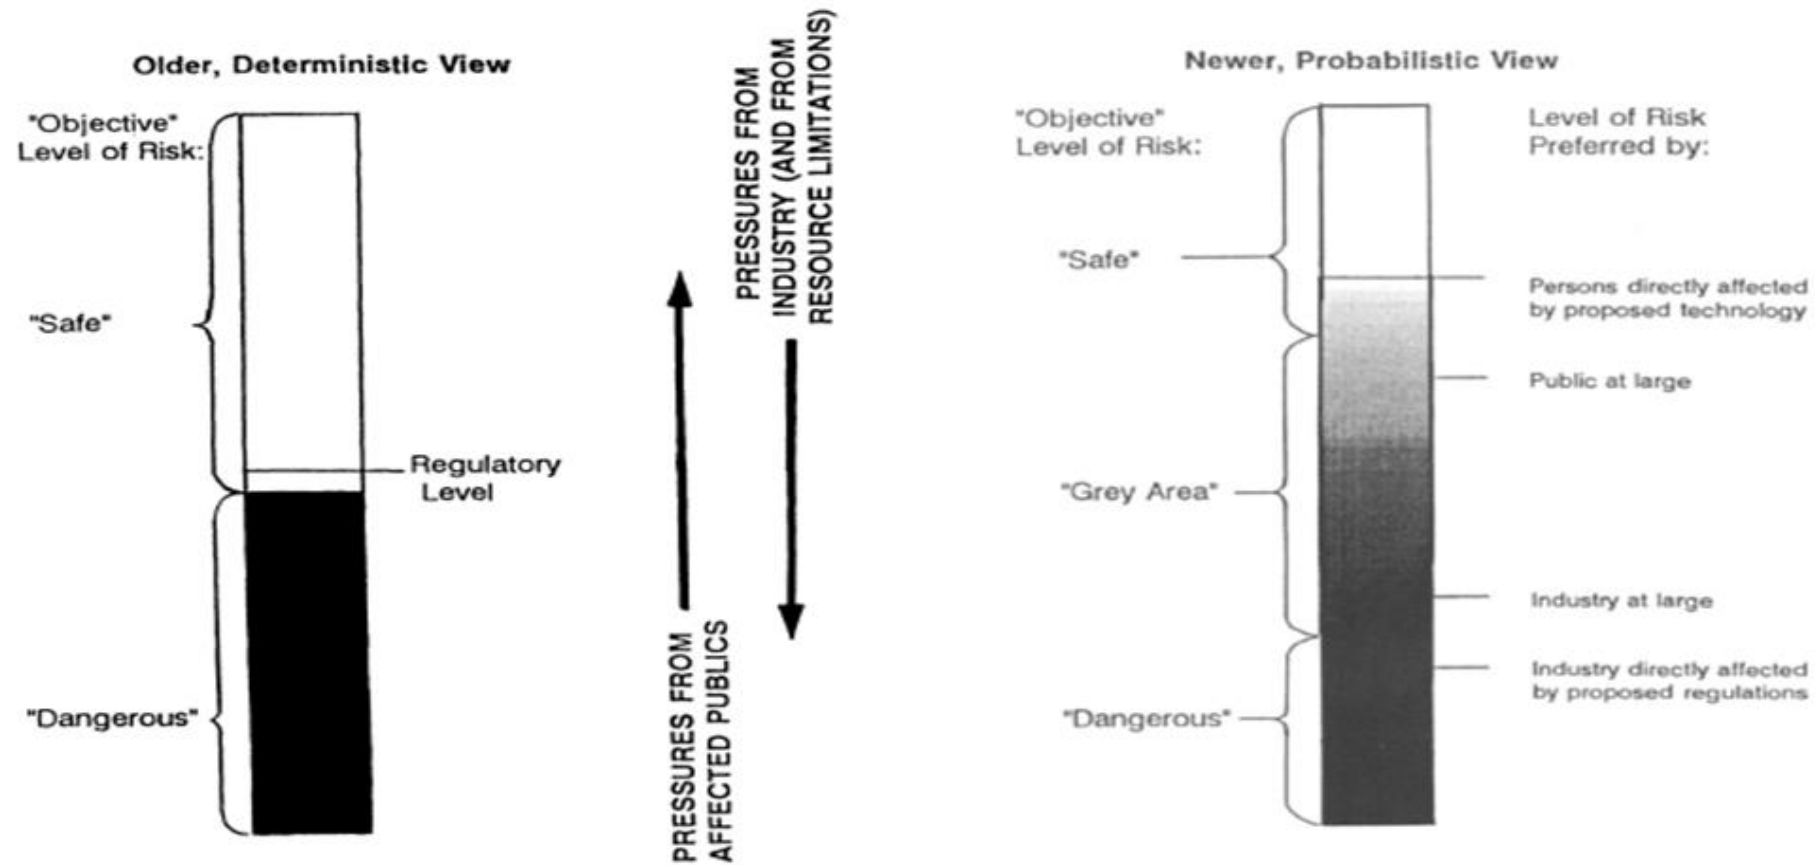 Older, Deterministic View
"Objective"
Level of Risk:
"Safe"
Regulatory
Level
"Dangerous"
PRESSURES FROM
AFFECTED PUBLICS
PRESSURES FROM
INDUSTRY (AND FROM
RESOURCE LIMITATIONS)
Newer, Probabilistic View
"Objective"
Level of Risk:
Level of Risk
Preferred by:
"Safe"
Persons directly affected
by proposed technology
Public at large
"Grey Area"
Industry at large
Industry directly affected
by proposed regulations
"Dangerous"